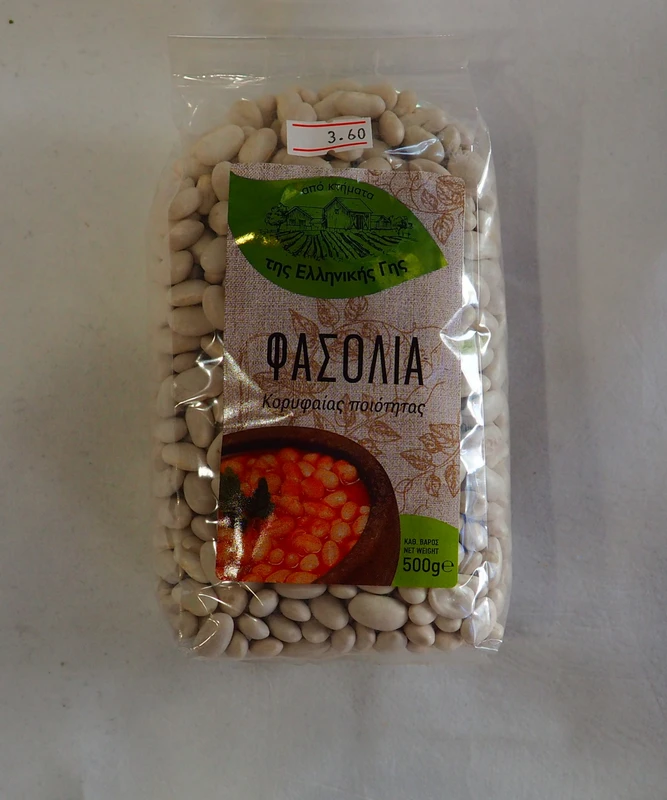 3.60
από κτήματα
της Ελληνικής Γης
ΦΑΣΟΛΙΑ
Κορυφαίας ποιότητας
ΚΑΘ. ΒΑΡΟΣ
NET WEIGHT
500g℮